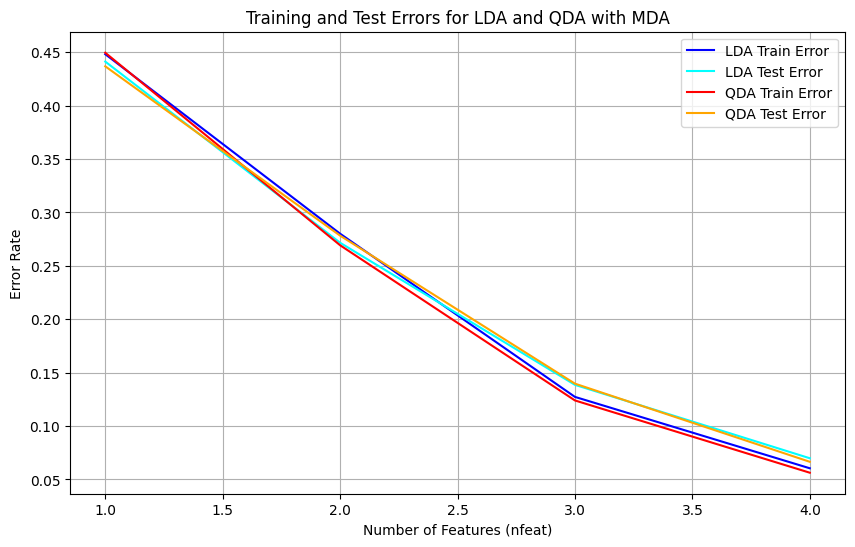 Training and Test Errors for LDA and QDA with MDA
LDA Train Error
LDA Test Error
QDA Train Error
QDA Test Error
Error Rate
0.45
0.40
0.35
0.30
0.25
0.20
0.15
0.10
0.05
1.0 1.5 2.0 2.5 3.0 3.5 4.0
Number of Features (nfeat)